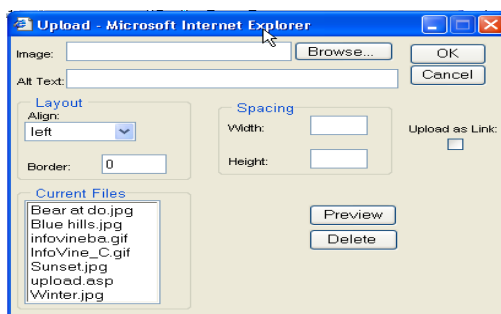 Upload - Microsoft Internet Explorer
Image:
Browse...
OK
Alt Text:
Cancel
Layout
Align:
left
Border:
0
Spacing
Width:
Height:
Upload as Link:
Current Files
Bear at do.jpg
Blue hills.jpg
infovineba.gif
InfoVine_C.gif
Sunset.jpg
upload.asp
Winter.jpg
Preview
Delete